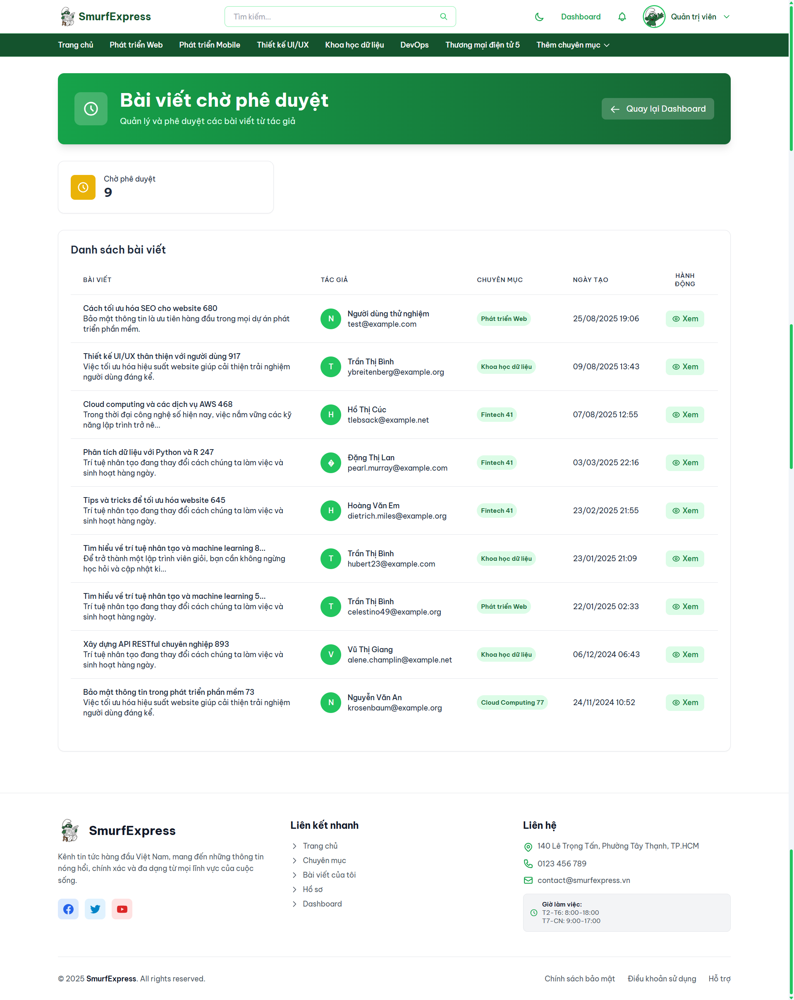 SmurfExpress
Tìm kiếm...
Dashboard
Quản trị viên
Trang chủ
Phát triển Web
Phát triển Mobile
Thiết kế UI/UX
Khoa học dữ liệu
DevOps
Thương mại điện tử 5
Thêm chuyên mục
Bài viết chờ phê duyệt
Quản lý và phê duyệt các bài viết từ tác giả
Quay lại Dashboard
Chờ phê duyệt
9
Danh sách bài viết
BÀI VIẾT
TÁC GIẢ
CHUYÊN MỤC
NGÀY TẠO
HÀNH
ĐỘNG
Cách tối ưu hóa SEO cho website 680
Bảo mật thông tin là ưu tiên hàng đầu trong mọi dự án phát
triển phần mềm.
N
Người dùng thử nghiệm
test@example.com
Phát triển Web
25/08/2025 19:06
Xem
Thiết kế UI/UX thân thiện với người dùng 917
Việc tối ưu hóa hiệu suất website giúp cải thiện trải nghiệm
người dùng đáng kể.
T
Trần Thị Bình
ybreitenberg@example.org
Khoa học dữ liệu
09/08/2025 13:43
Xem
Cloud computing và các dịch vụ AWS 468
Trong thời đại công nghệ số hiện nay, việc nắm vững các kỹ
năng lập trình trở nê...
H
Hồ Thị Cúc
tlebsack@example.net
Fintech 41
07/08/2025 12:55
Xem
Phân tích dữ liệu với Python và R 247
Trí tuệ nhân tạo đang thay đổi cách chúng ta làm việc và
sinh hoạt hàng ngày.
�
Đặng Thị Lan
pearl.murray@example.com
Fintech 41
03/03/2025 22:16
Xem
Tips và tricks để tối ưu hóa website 645
Trí tuệ nhân tạo đang thay đổi cách chúng ta làm việc và
sinh hoạt hàng ngày.
H
Hoàng Văn Em
dietrich.miles@example.org
Fintech 41
23/02/2025 21:55
Xem
Tìm hiểu về trí tuệ nhân tạo và machine learning 8...
Để trở thành một lập trình viên giỏi, bạn cần không ngừng
học hỏi và cập nhật ki...
T
Trần Thị Bình
hubert23@example.com
Khoa học dữ liệu
23/01/2025 21:09
Xem
Tìm hiểu về trí tuệ nhân tạo và machine learning 5...
Trí tuệ nhân tạo đang thay đổi cách chúng ta làm việc và
sinh hoạt hàng ngày.
T
Trần Thị Bình
celestino49@example.org
Phát triển Web
22/01/2025 02:33
Xem
Xây dựng API RESTful chuyên nghiệp 893
Trí tuệ nhân tạo đang thay đổi cách chúng ta làm việc và
sinh hoạt hàng ngày.
V
Vũ Thị Giang
alene.champlin@example.net
Khoa học dữ liệu
06/12/2024 06:43
Xem
Bảo mật thông tin trong phát triển phần mềm 73
Việc tối ưu hóa hiệu suất website giúp cải thiện trải nghiệm
người dùng đáng kể.
N
Nguyễn Văn An
krosenbaum@example.org
Cloud Computing 77
24/11/2024 10:52
Xem
SmurfExpress
Kênh tin tức hàng đầu Việt Nam, mang đến những thông tin
nóng hổi, chính xác và đa dạng từ mọi lĩnh vực của cuộc
sống.
Liên kết nhanh
Trang chủ
Chuyên mục
Bài viết của tôi
Hồ sơ
Dashboard
Liên hệ
140 Lê Trọng Tấn, Phường Tây Thạnh, TP.HCM
0123 456 789
contact@smurfexpress.vn
Giờ làm việc:
T2-T6: 8:00-18:00
T7-CN: 9:00-17:00
© 2025 SmurfExpress. All rights reserved.
Chính sách bảo mật
Điều khoản sử dụng
Hỗ trợ